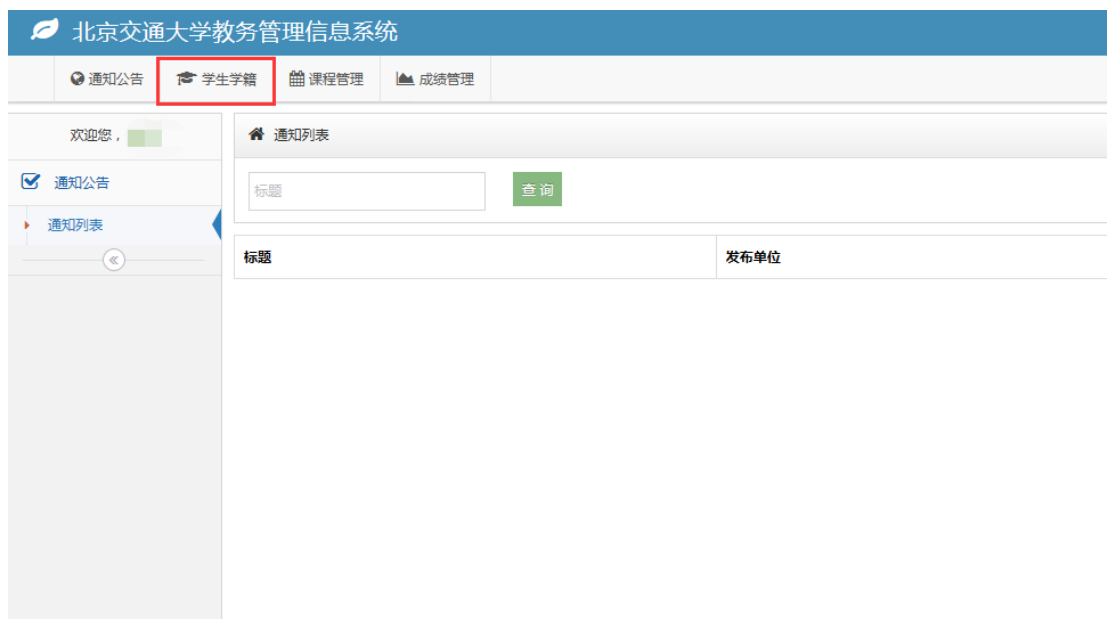 北京交通大学教务管理信息系统
通知公告 学生学籍 课程管理 成绩管理
欢迎您，
通知列表
通知公告
标题 查询
通知列表
标题 发布单位